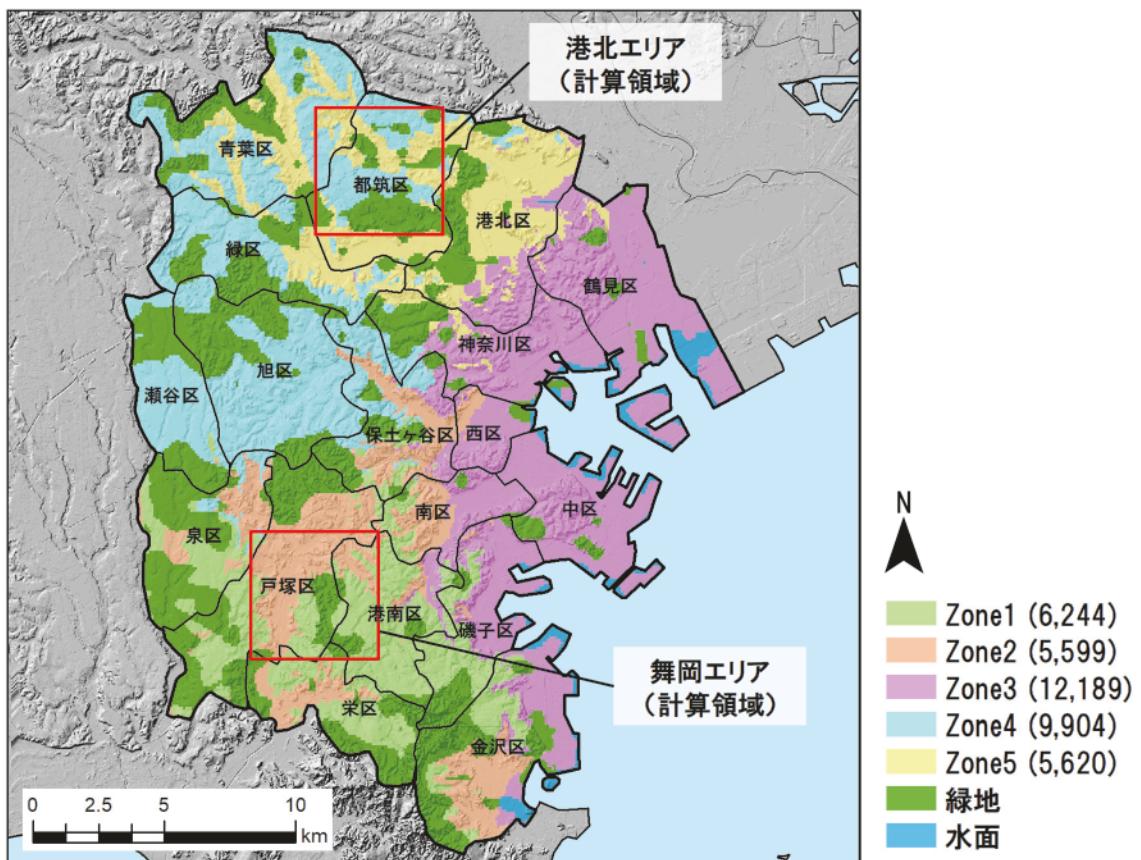 港北エリア
(計算領域)
青葉区
都筑区
港北区
緑区
鶴見区
神奈川区
旭区
瀬谷区
保土ヶ谷区
西区
中区
南区
泉区
戸塚区
港南区
磯子区
舞岡エリア
(計算領域)
栄区
金沢区
0 2.5 5 10
km
N
Zone1 (6,244)
Zone2 (5,599)
Zone3 (12,189)
Zone4 (9,904)
Zone5 (5,620)
緑地
水面